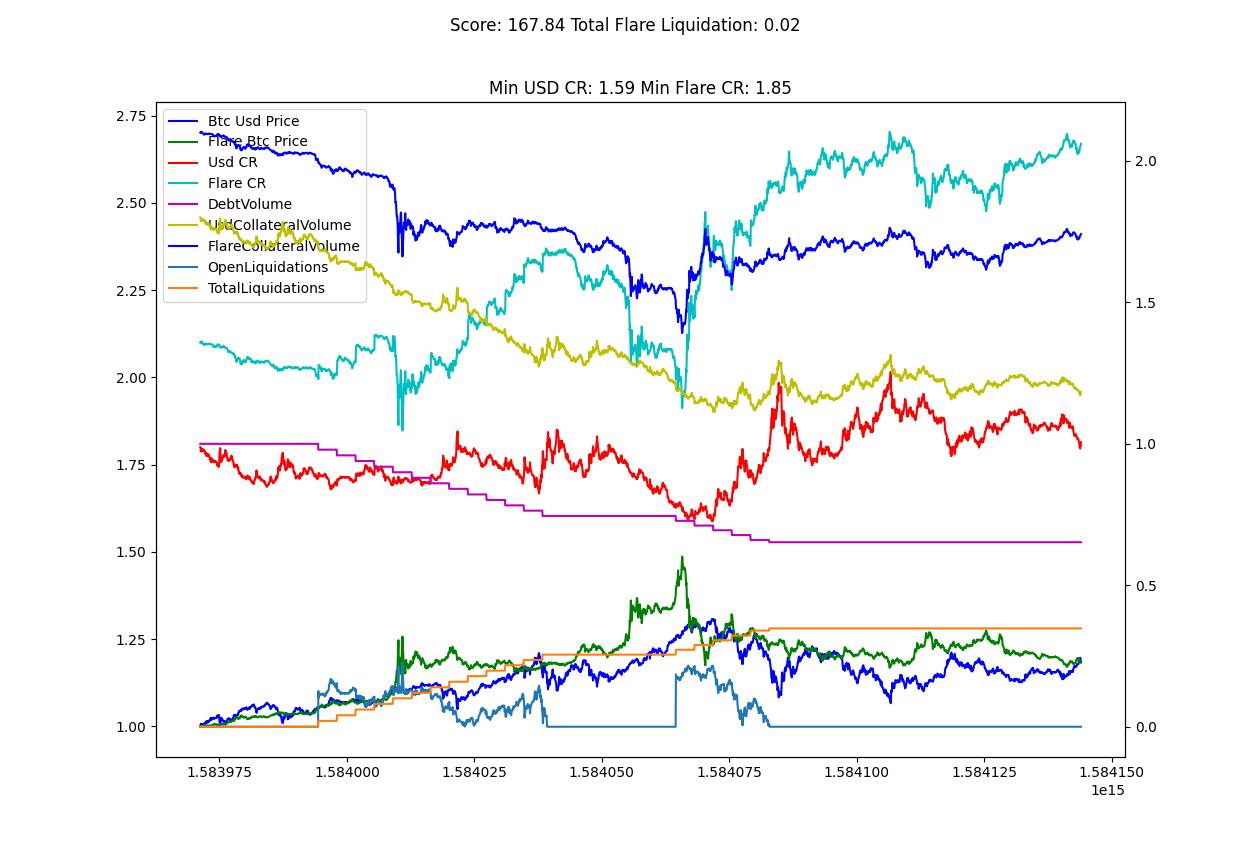 Score: 167.84 Total Flare Liquidation: 0.02
Min USD CR: 1.59 Min Flare CR: 1.85
Btc Usd Price
Flare Btc Price
Usd CR
Flare CR
DebtVolume
UsdCollateralVolume
FlareCollateralVolume
OpenLiquidations
TotalLiquidations
2.75
2.50
2.25
2.00
1.75
1.50
1.25
1.00
2.0
1.5
1.0
0.5
0.0
1.583975
1.584000
1.584025
1.584050
1.584075
1.584100
1.584125
1.584150
1e15